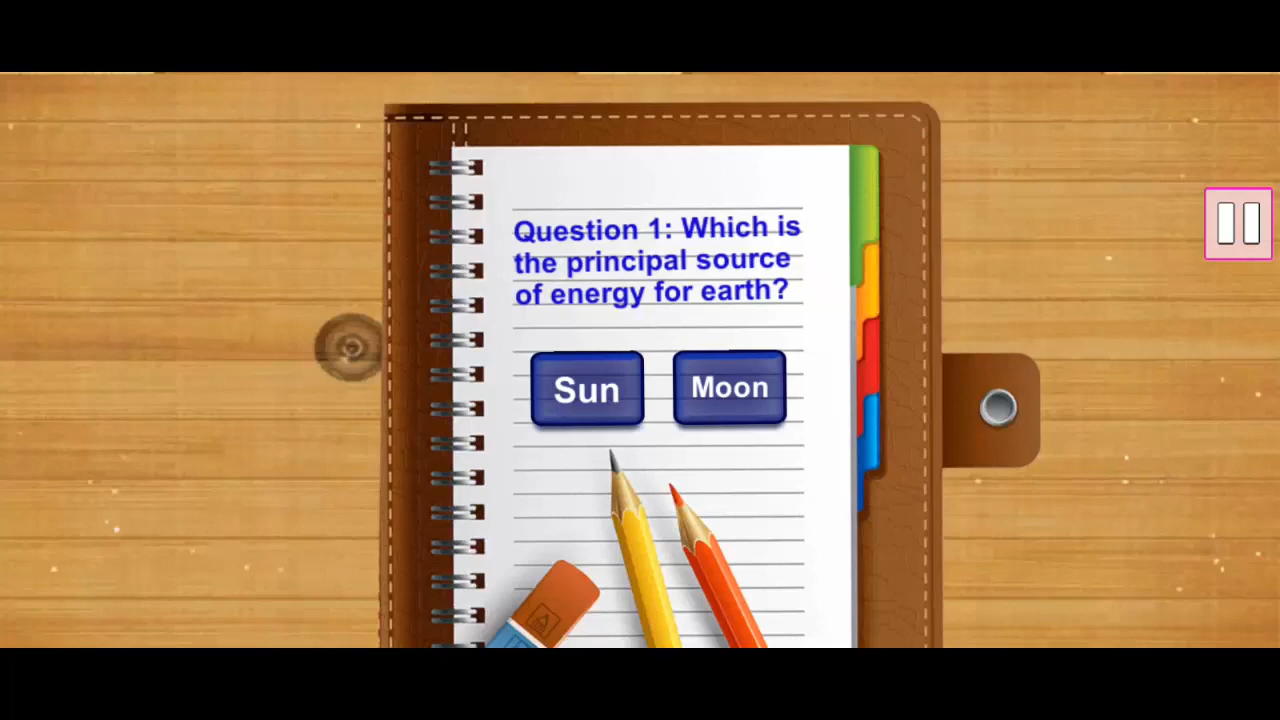 Question 1: Which is
the principal source
of energy for earth?
Sun Moon